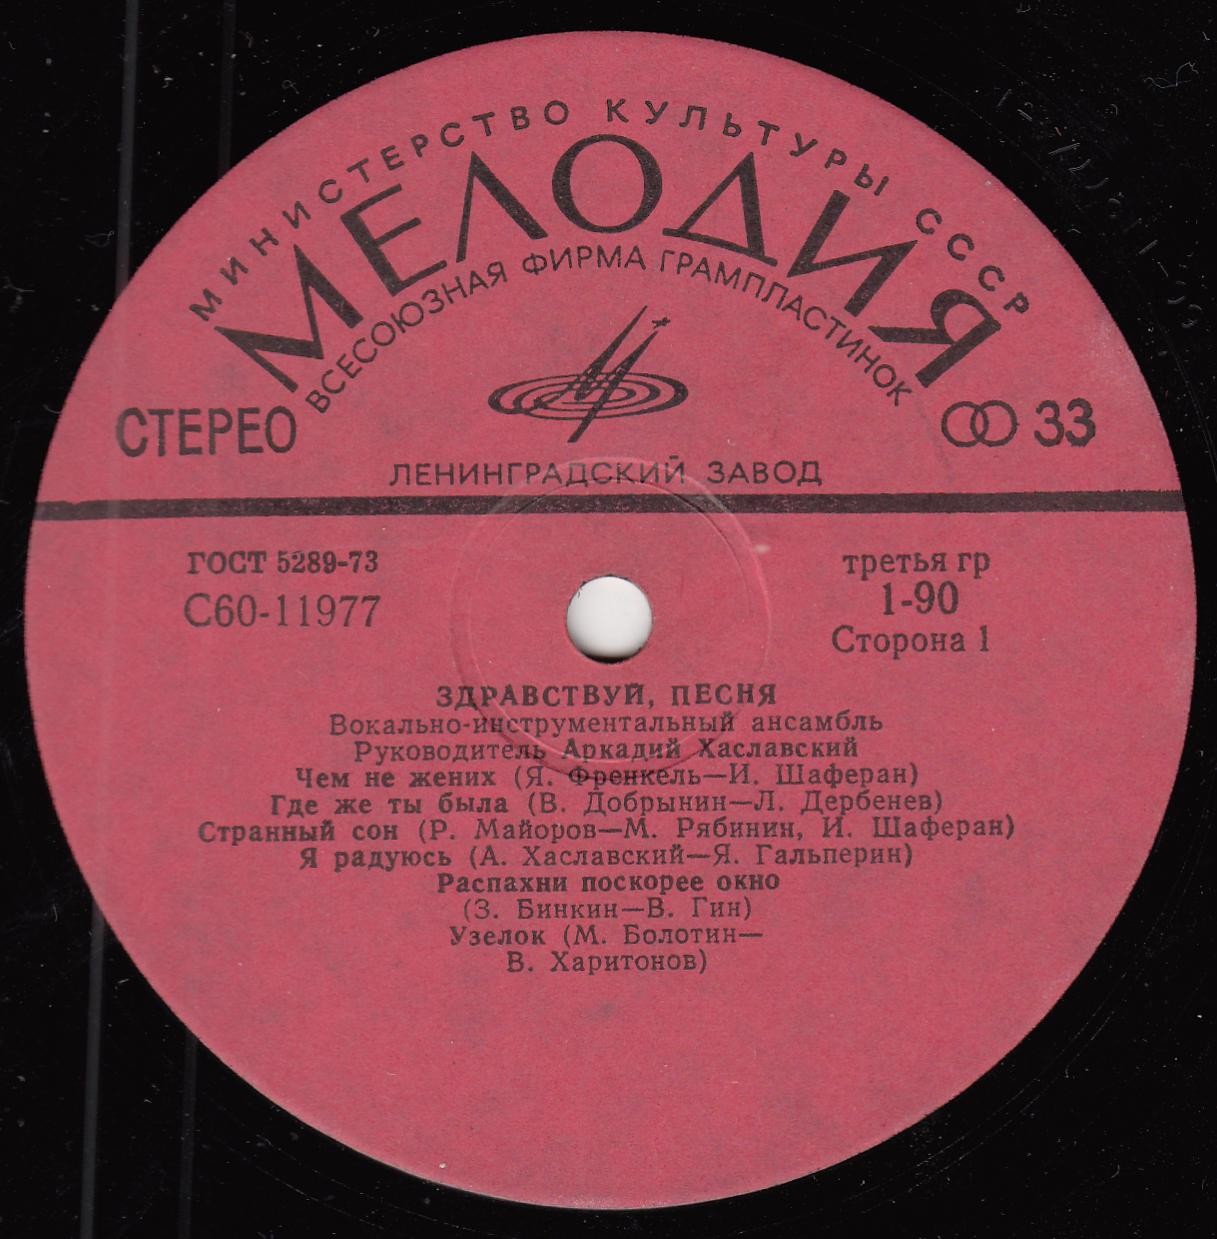 МИНИСТЕРСТВО КУЛЬТУРЫ СССР
МЕЛОДИЯ
ВСЕСОЮЗНАЯ ФИРМА ГРАМПЛАСТИНОК
СТЕРЕО
33
ЛЕНИНГРАДСКИЙ ЗАВОД
ГОСТ 5289-73
С60-11977
третья гр
1-90
Сторона 1
ЗДРАВСТВУЙ, ПЕСНЯ
Вокально-инструментальный ансамбль
Руководитель Аркадий Хаславский
Чем не жених (Я. Френкель—И. Шаферан)
Где же ты была (В. Добрынин—Л. Дербенев)
Странный сон (Р. Майоров—М. Рябинин, И. Шаферан)
Я радуюсь (А. Хаславский—Я. Гальперин)
Распахни поскорее окно
(З. Бинкин—В. Гин)
Узелок (М. Болотин—
В. Харитонов)